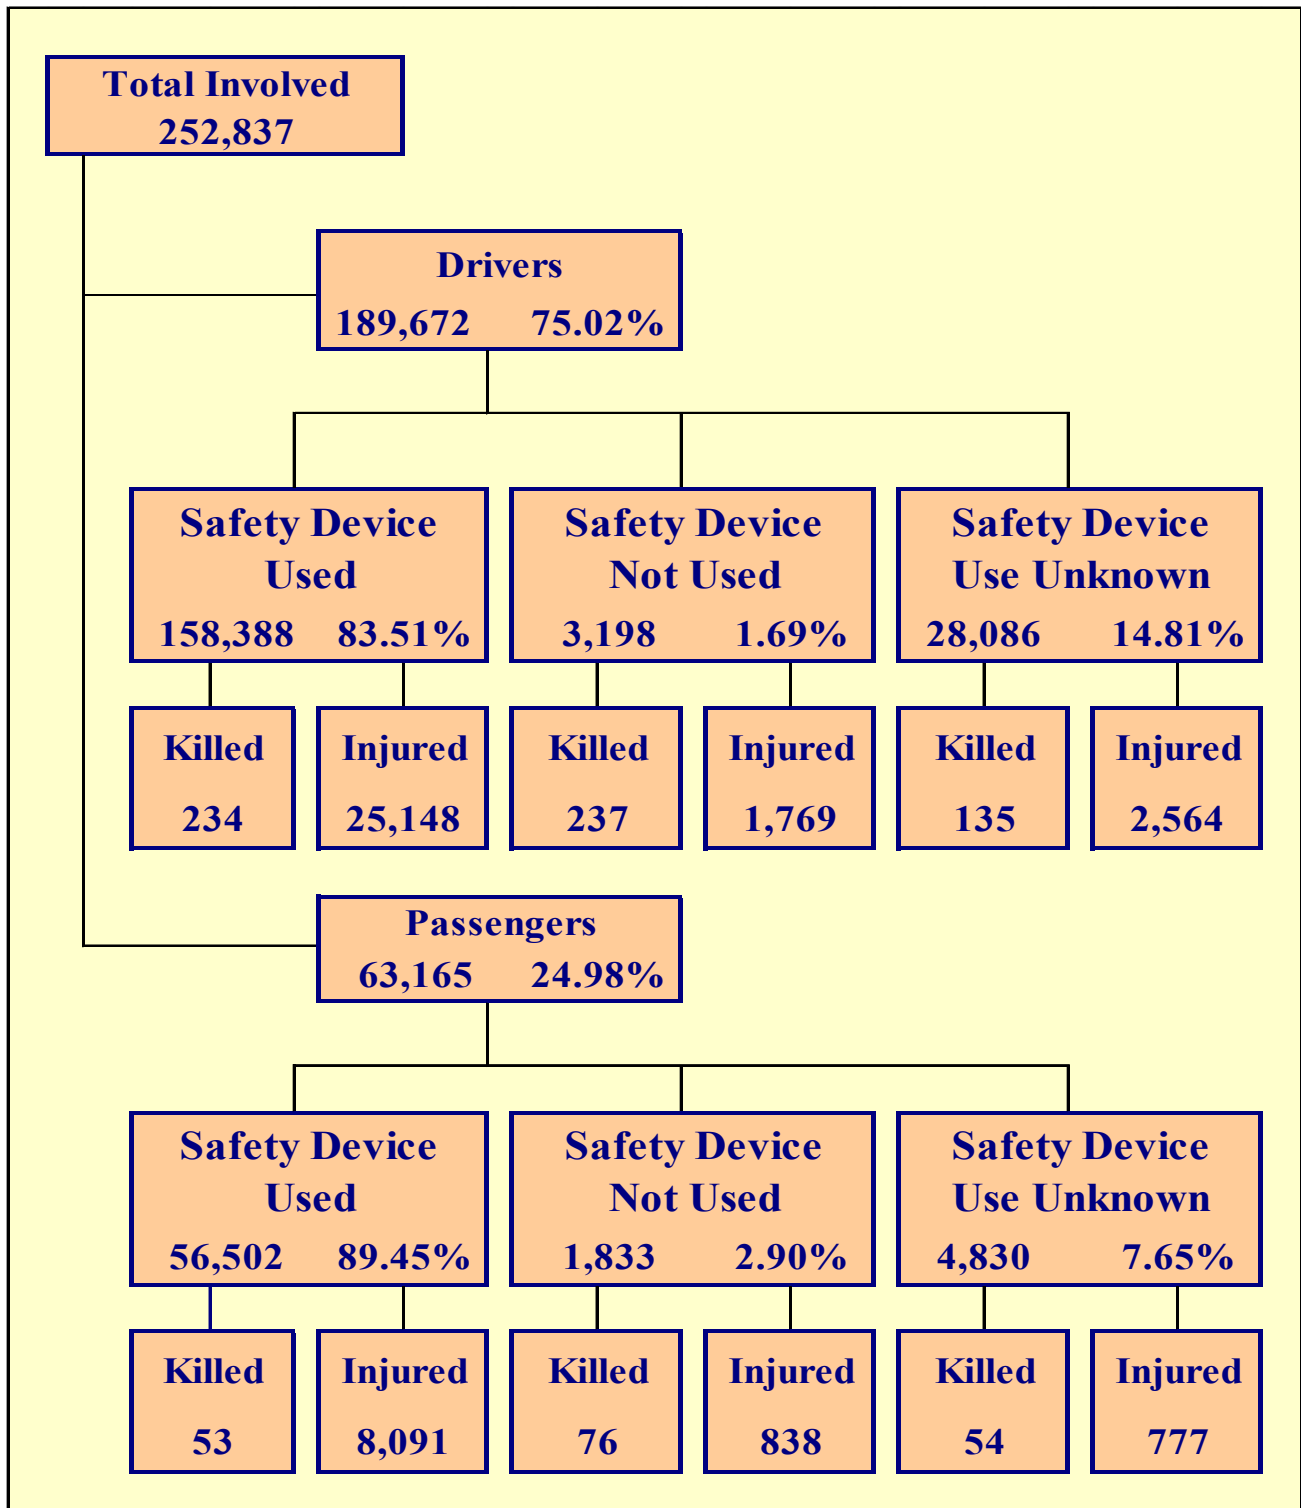 Total Involved
252,837
Drivers
189,672 75.02%
Safety Device Safety Device Safety Device
Used Not Used Use Unknown
158,388 83.51% 3,198 1.69% 28,086 14.81%
Killed Injured Killed Injured Killed Injured
234 25,148 237 1,769 135 2,564
Passengers
63,165 24.98%
Safety Device Safety Device Safety Device
Used Not Used Use Unknown
56,502 89.45% 1,833 2.90% 4,830 7.65%
Killed Injured Killed Injured Killed Injured
53 8,091 76 838 54 777